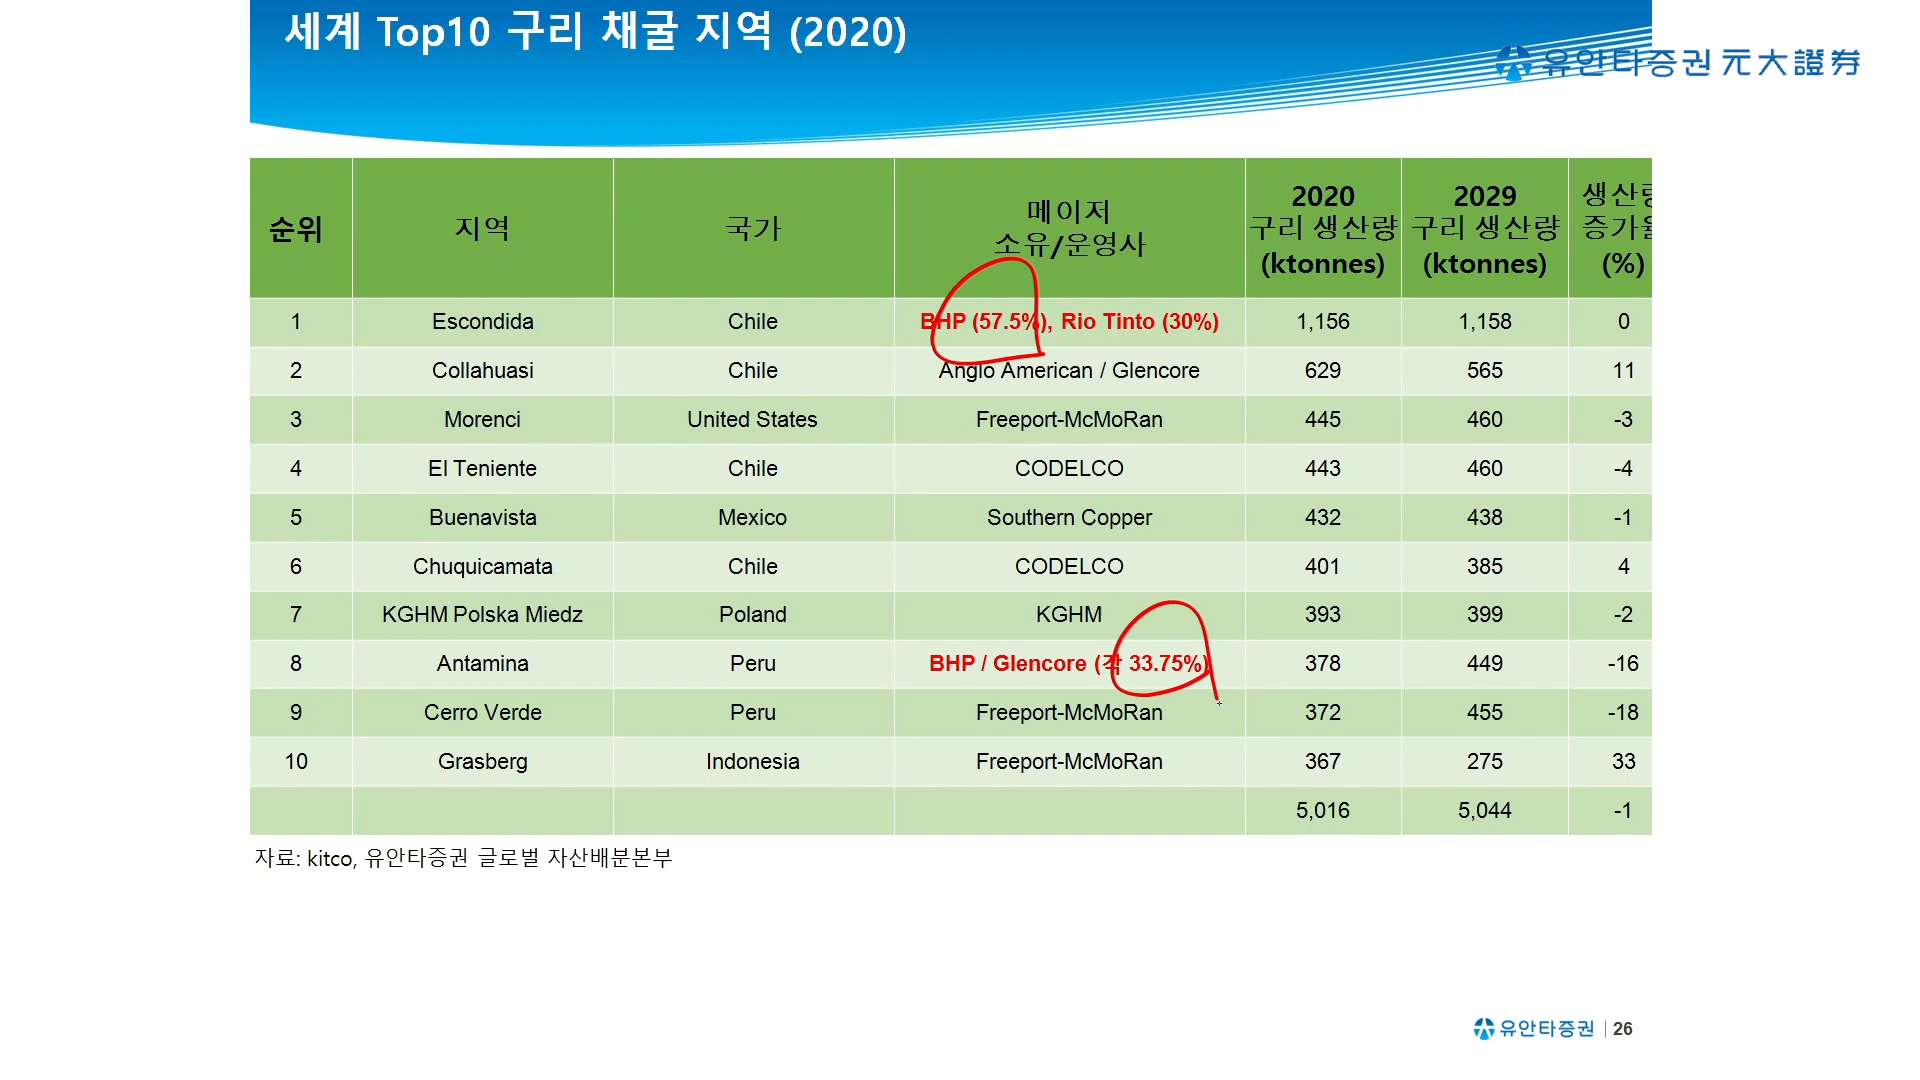 세계 Top10 구리 채굴 지역 (2020)
유안타증권 元大證券
순위 지역 국가 메이저 소유/운영사 2020 구리 생산량 (ktonnes) 2029 구리 생산량 (ktonnes) 생산량 증가율 (%)
1 Escondida Chile BHP (57.5%), Rio Tinto (30%) 1,156 1,158 0
2 Collahuasi Chile Anglo American / Glencore 629 565 11
3 Morenci United States Freeport-McMoRan 445 460 -3
4 El Teniente Chile CODELCO 443 460 -4
5 Buenavista Mexico Southern Copper 432 438 -1
6 Chuquicamata Chile CODELCO 401 385 4
7 KGHM Polska Miedz Poland KGHM 393 399 -2
8 Antamina Peru BHP / Glencore (각 33.75%) 378 449 -16
9 Cerro Verde Peru Freeport-McMoRan 372 455 -18
10 Grasberg Indonesia Freeport-McMoRan 367 275 33
5,016 5,044 -1
자료: kitco, 유안타증권 글로벌 자산배분본부
유안타증권 | 26